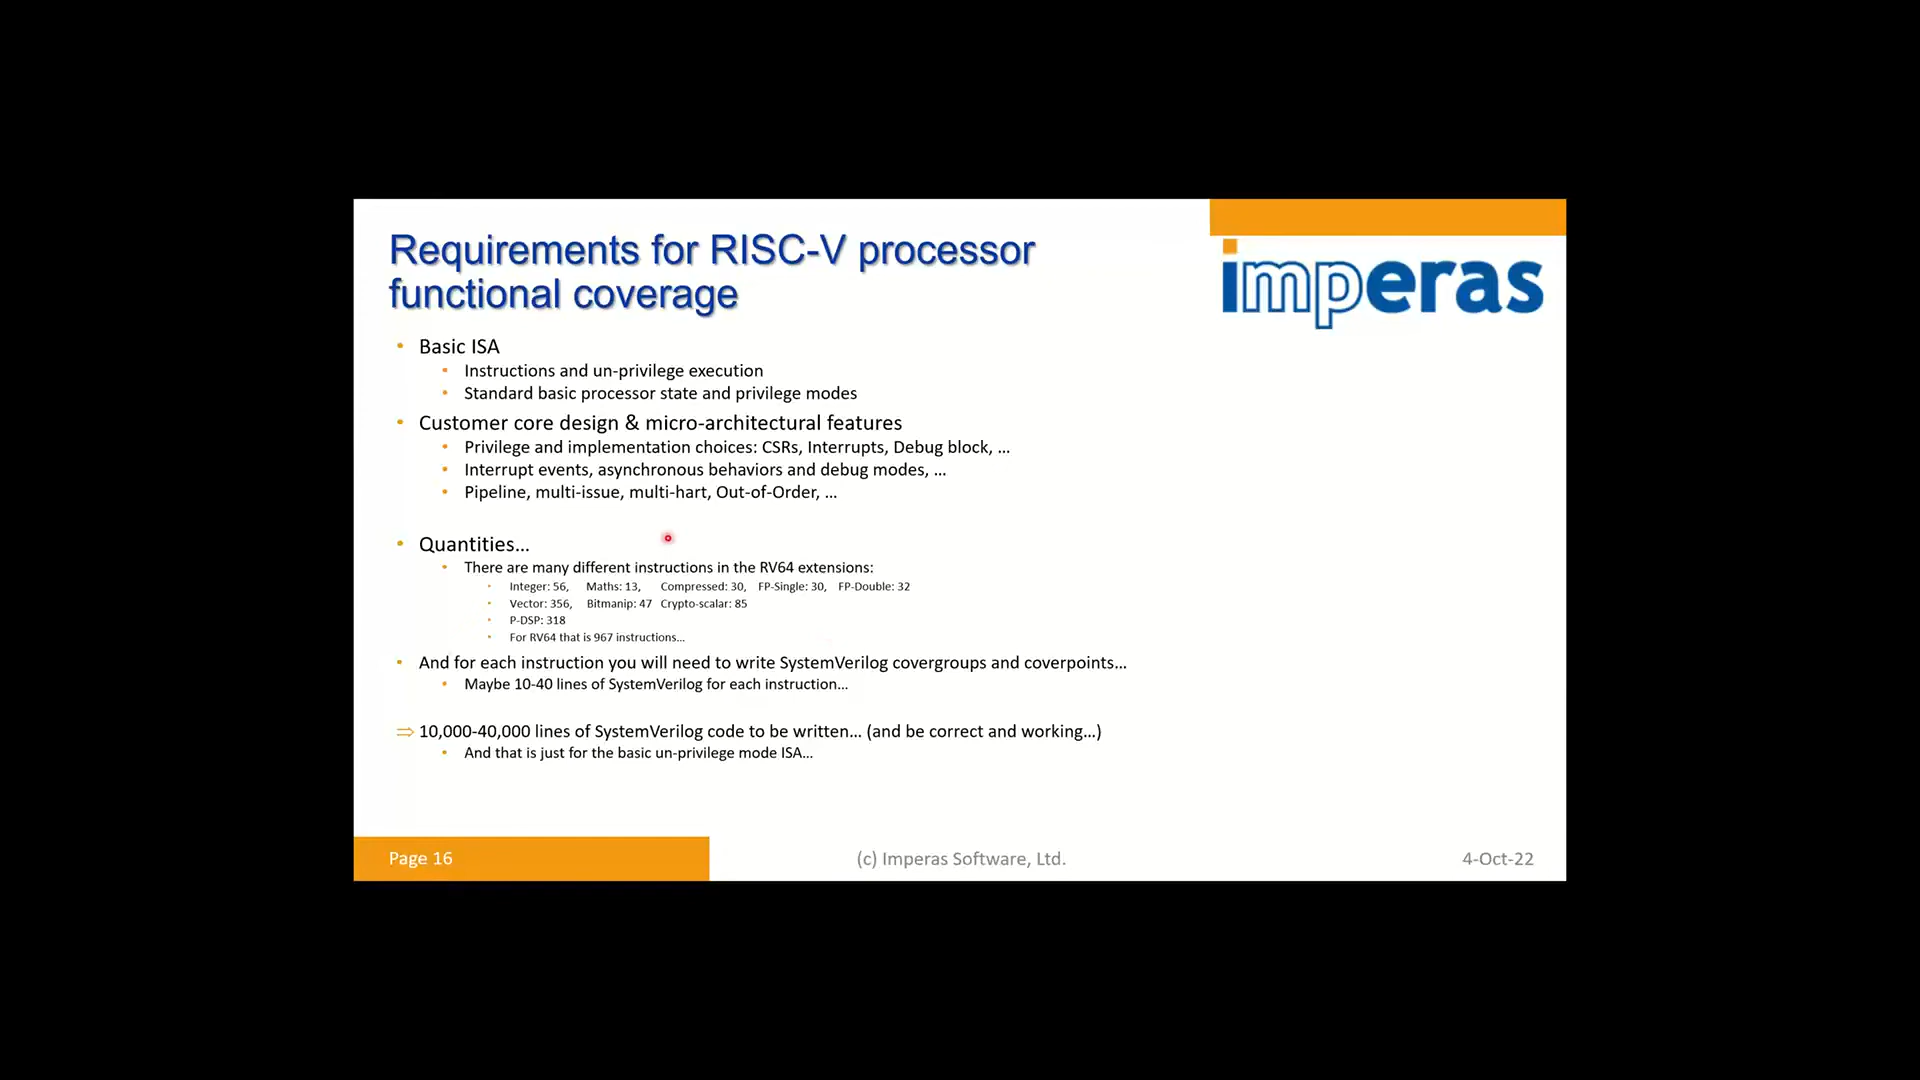 Requirements for RISC-V processor
functional coverage
imperas
• Basic ISA
• Instructions and un-privilege execution
• Standard basic processor state and privilege modes
• Customer core design & micro-architectural features
• Privilege and implementation choices: CSRs, Interrupts, Debug block, ...
• Interrupt events, asynchronous behaviors and debug modes, ...
• Pipeline, multi-issue, multi-hart, Out-of-Order, ...
• Quantities...
• There are many different instructions in the RV64 extensions:
• Integer: 56, Maths: 13, Compressed: 30, FP-Single: 30, FP-Double: 32
• Vector: 356, Bitmanip: 47 Crypto-scalar: 85
• P-DSP: 318
• For RV64 that is 967 instructions...
• And for each instruction you will need to write SystemVerilog covergroups and coverpoints...
• Maybe 10-40 lines of SystemVerilog for each instruction...
⇒ 10,000-40,000 lines of SystemVerilog code to be written... (and be correct and working...)
• And that is just for the basic un-privilege mode ISA...
Page 16
(c) Imperas Software, Ltd.
4-Oct-22